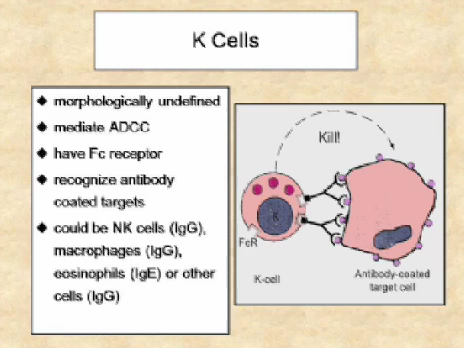 K Cells
◆ morphologically undefined
◆ mediate ADCC
◆ have Fc receptor
◆ recognize antibody
coated targets
◆ could be NK cells (IgG),
macrophages (IgG),
eosinophils (IgE) or other
cells (IgG)
Kill!
K
FcR
K-cell
Antibody-coated
target cell